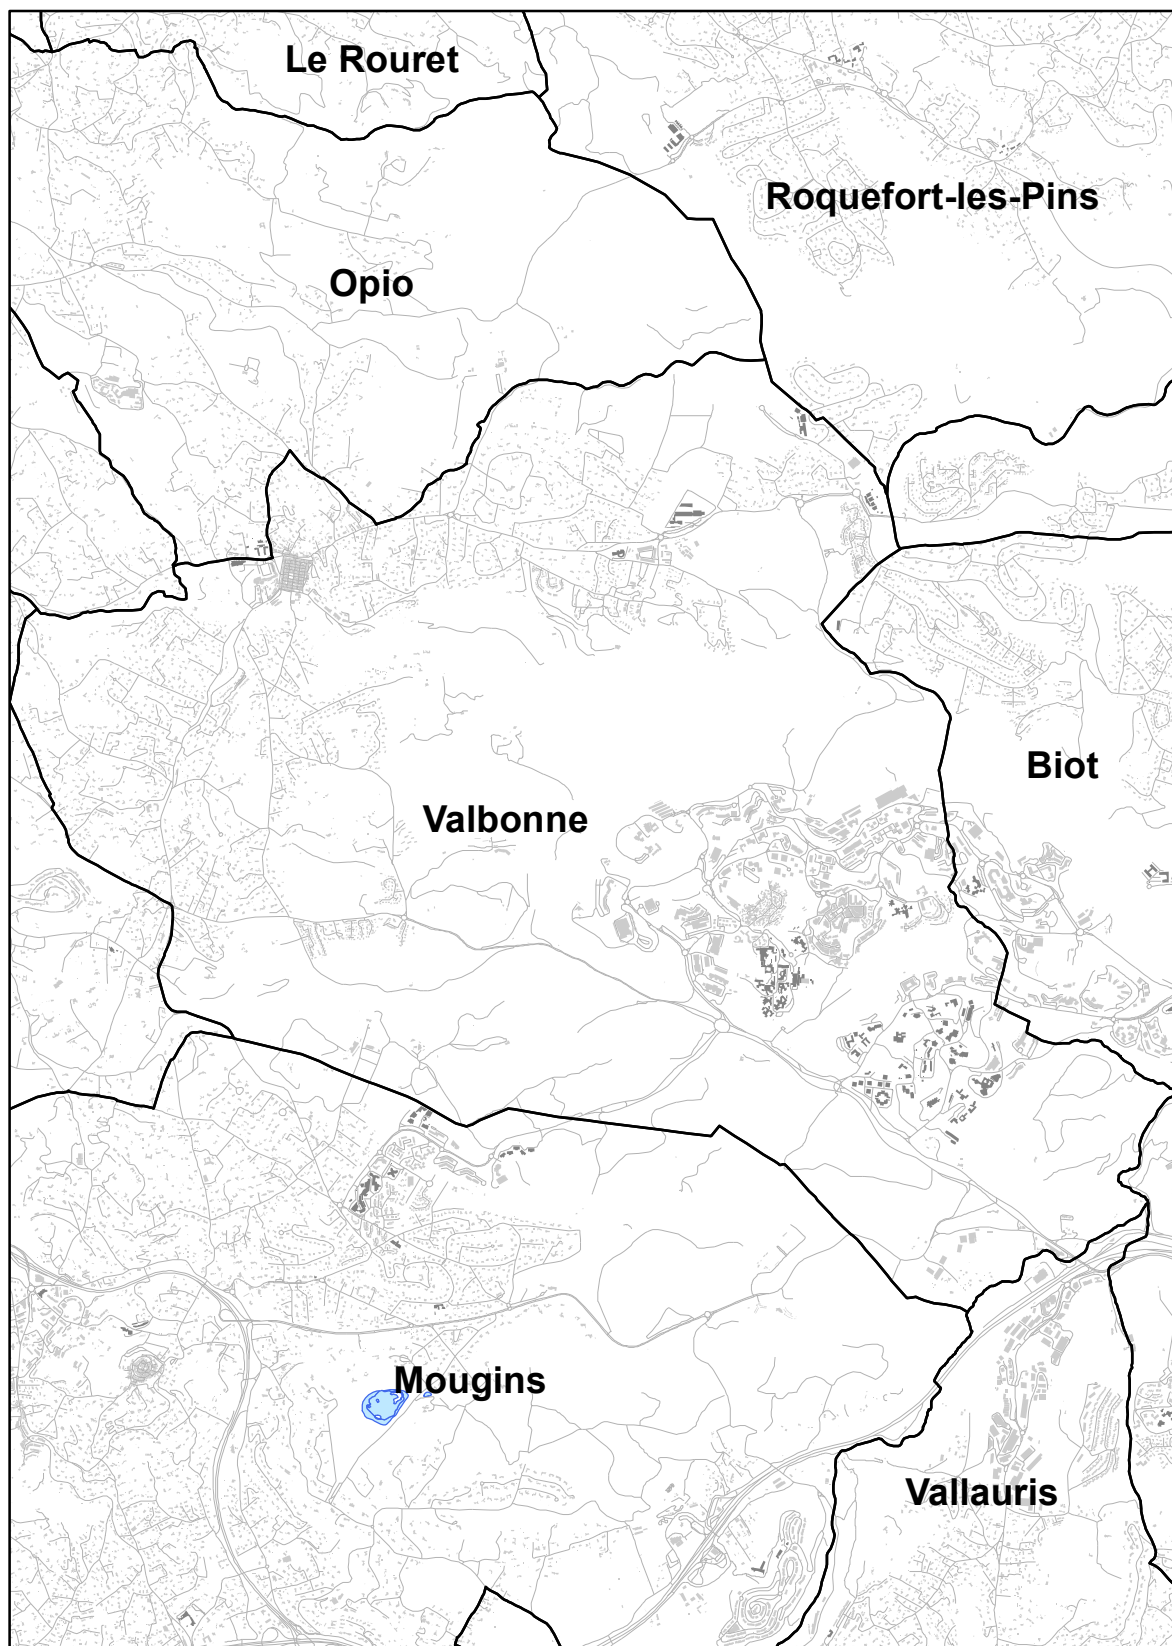 Le Rouret
Roquefort-les-Pins
Opio
Biot
Valbonne
Mougins
Vallauris